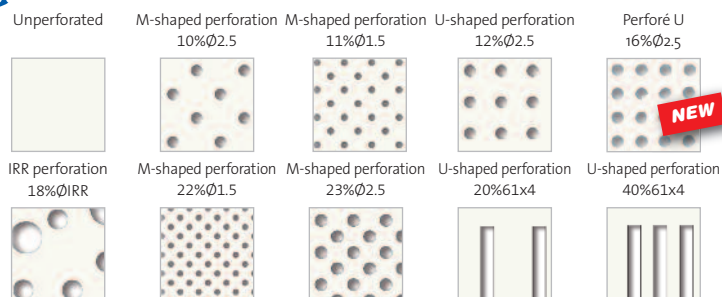 Unperforated
M-shaped perforation
10%Ø2.5
M-shaped perforation
11%Ø1.5
U-shaped perforation
12%Ø2.5
Perforé U
16%Ø2.5
NEW
IRR perforation
18%ØIRR
M-shaped perforation
22%Ø1.5
M-shaped perforation
23%Ø2.5
U-shaped perforation
20%61x4
U-shaped perforation
40%61x4